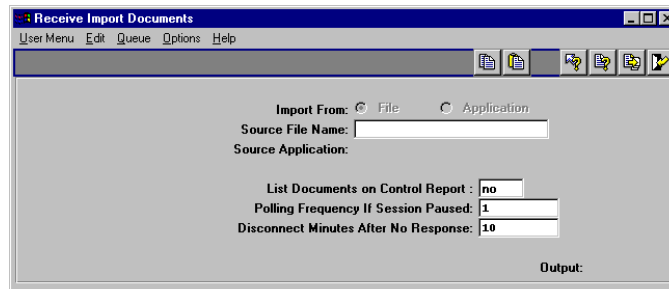 Receive Import Documents
User Menu Edit Queue Options Help
Import From: File Application
Source File Name:
Source Application:
List Documents on Control Report : no
Polling Frequency If Session Paused: 1
Disconnect Minutes After No Response: 10
Output: